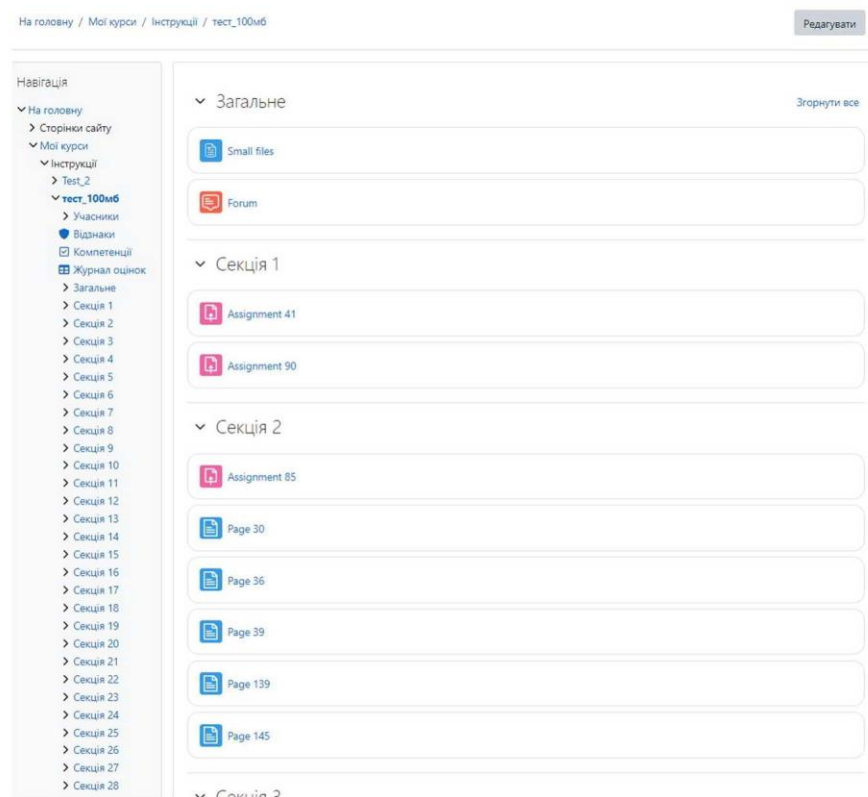 На головну / Мої курси / Інструкції / тест_100мб
Редагувати
Навігація
На головну
Сторінки сайту
Мої курси
Інструкції
Test_2
тест_100мб
Учасники
Відзнаки
Компетенції
Журнал оцінок
Загальне
Секція 1
Секція 2
Секція 3
Секція 4
Секція 5
Секція 6
Секція 7
Секція 8
Секція 9
Секція 10
Секція 11
Секція 12
Секція 13
Секція 14
Секція 15
Секція 16
Секція 17
Секція 18
Секція 19
Секція 20
Секція 21
Секція 22
Секція 23
Секція 24
Секція 25
Секція 26
Секція 27
Секція 28
Загальне
Згорнути все
Small files
Forum
Секція 1
Assignment 41
Assignment 90
Секція 2
Assignment 85
Page 30
Page 36
Page 39
Page 139
Page 145
Секція 3